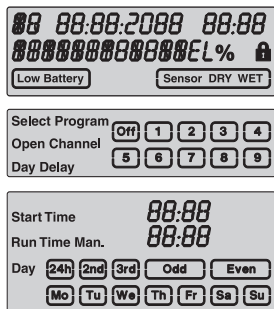 88 88:88:2088 88:88
8888888888888EL%
Low Battery Sensor DRY WET
Select Program Off 1 2 3 4
Open Channel
Day Delay 5 6 7 8 9
Start Time 88:88
Run Time Man. 88:88
Day 24h 2nd 3rd Odd Even
Mo Tu We Th Fr Sa Su